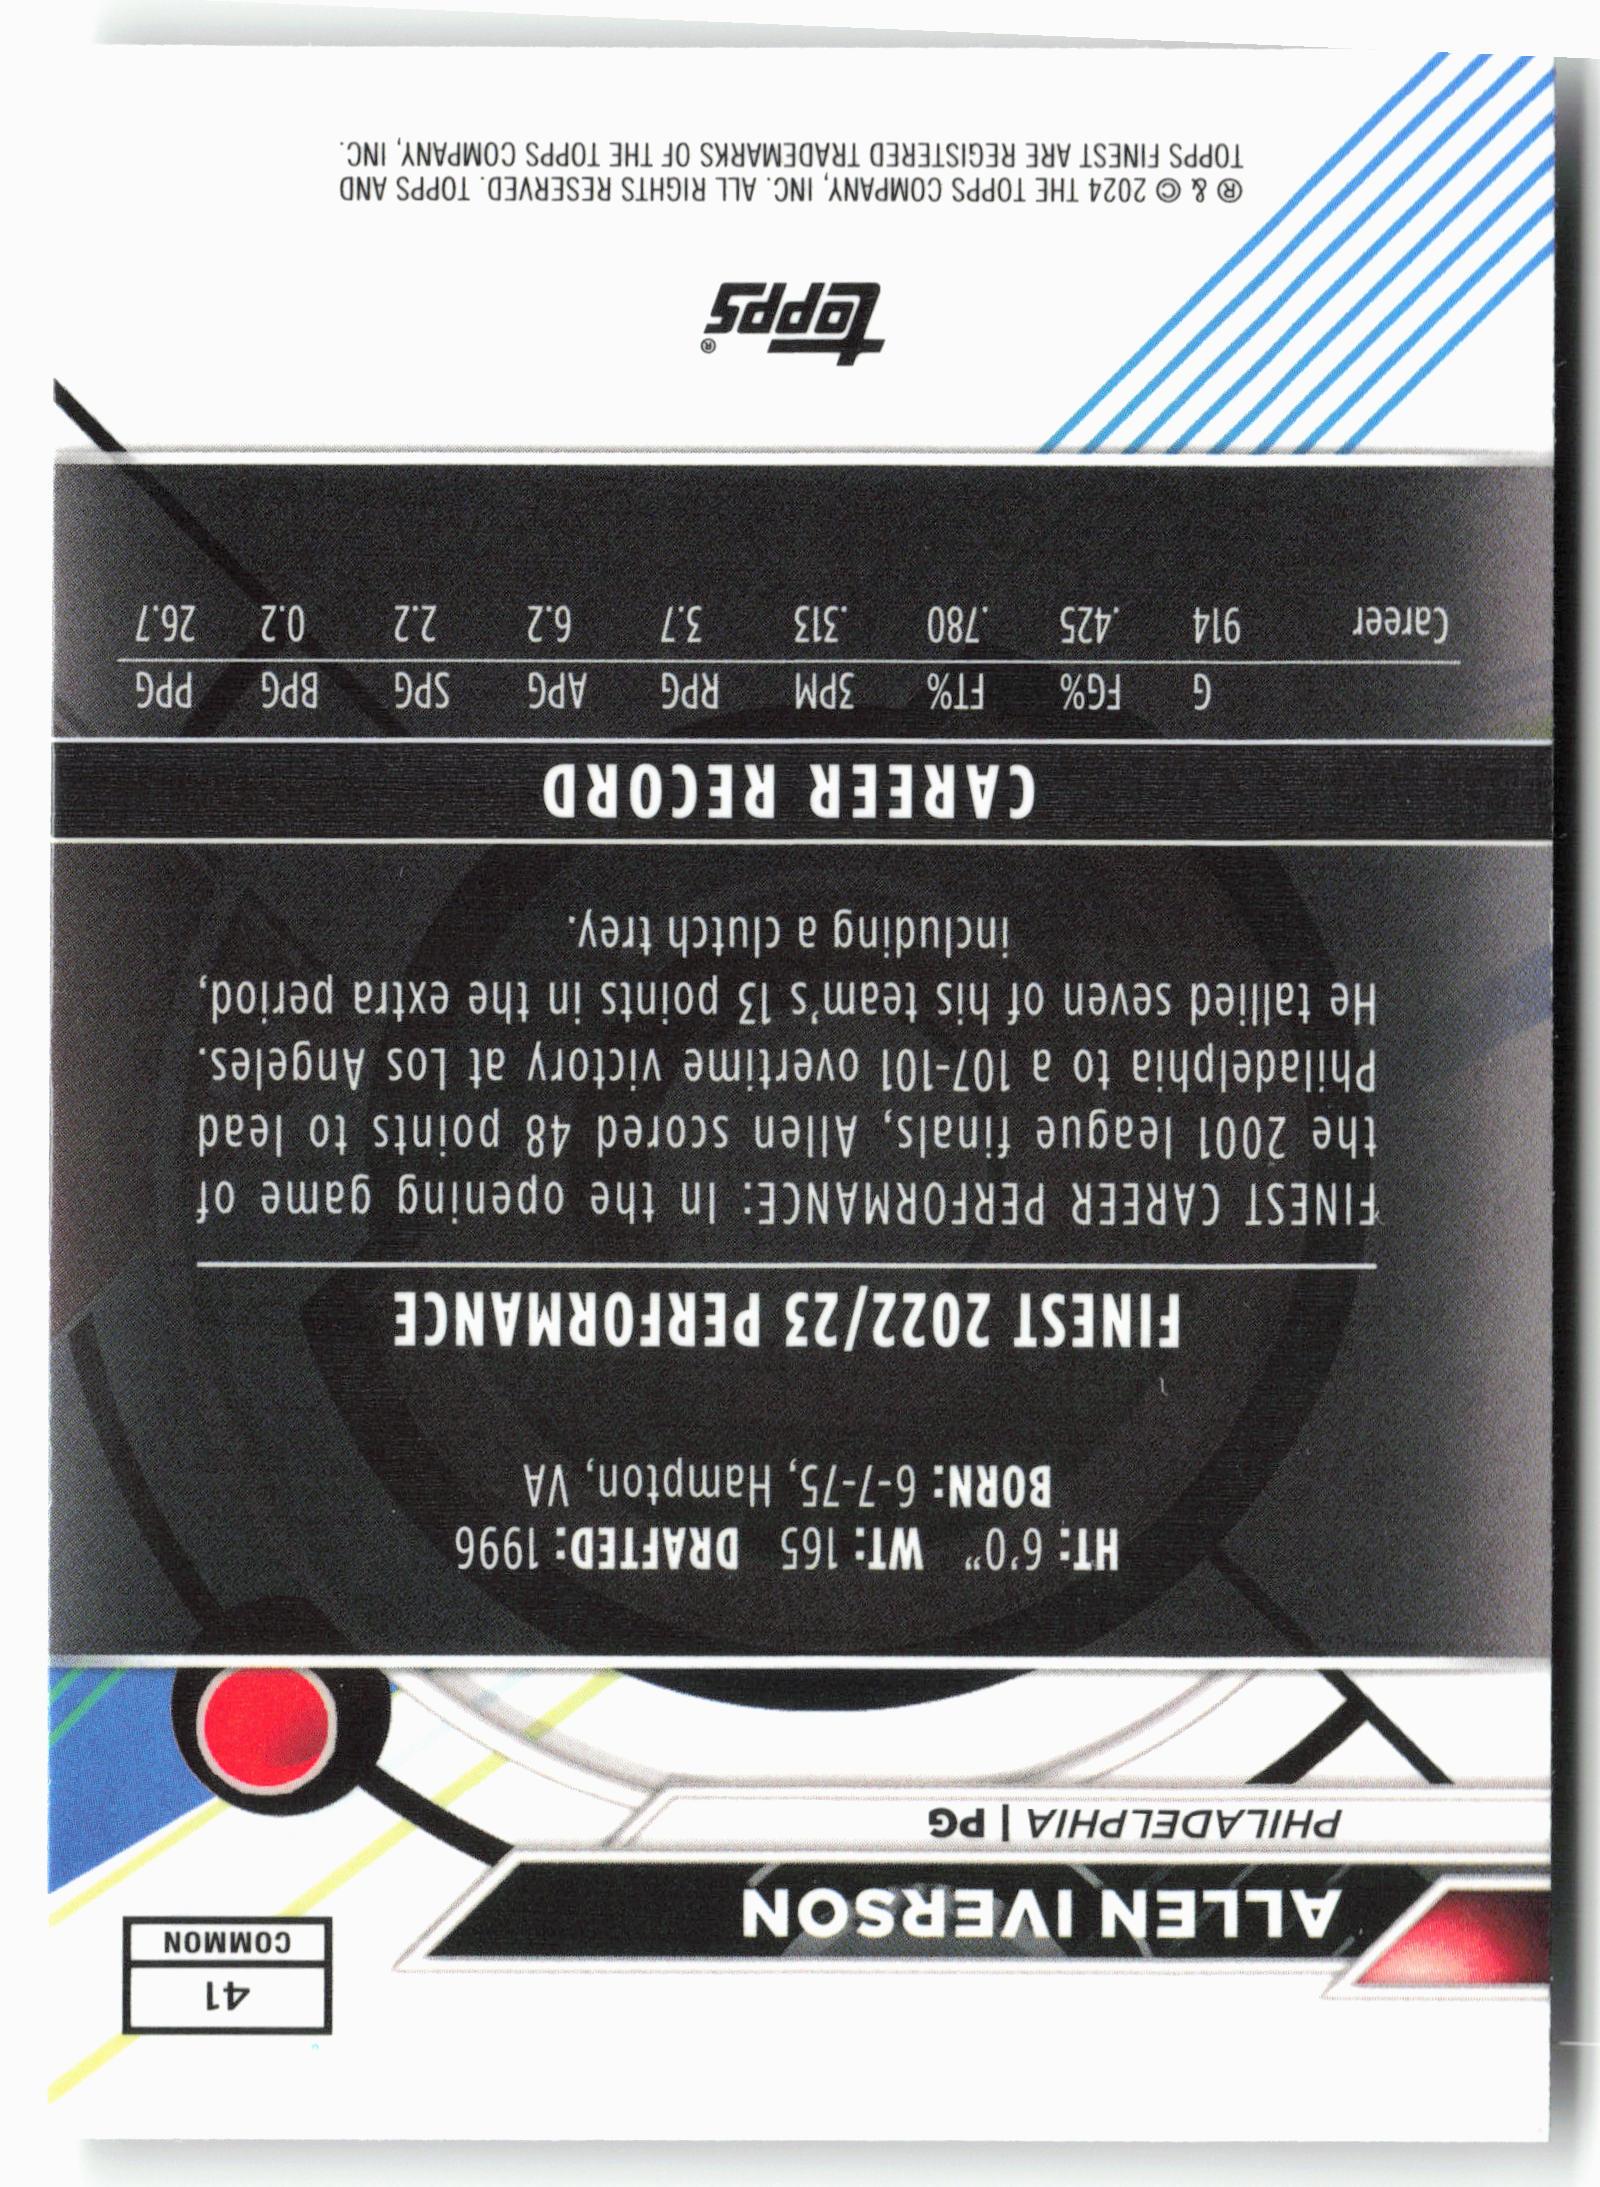 41
COMMON
ALLEN IVERSON
PHILADELPHIA | PG
HT: 6'0" WT: 165 DRAFTED: 1996
BORN: 6-7-75, Hampton, VA
FINEST 2022/23 PERFORMANCE
FINEST CAREER PERFORMANCE: In the opening game of
the 2001 league finals, Allen scored 48 points to lead
Philadelphia to a 107-101 overtime victory at Los Angeles.
He tallied seven of his team's 13 points in the extra period,
including a clutch trey.
CAREER RECORD
G FG% FT% 3PM RPG APG SPG BPG PPG
Career 914 .425 .780 .313 3.7 6.2 2.2 0.2 26.7
topps®
® & © 2024 THE TOPPS COMPANY, INC. ALL RIGHTS RESERVED. TOPPS AND
TOPPS FINEST ARE REGISTERED TRADEMARKS OF THE TOPPS COMPANY, INC.